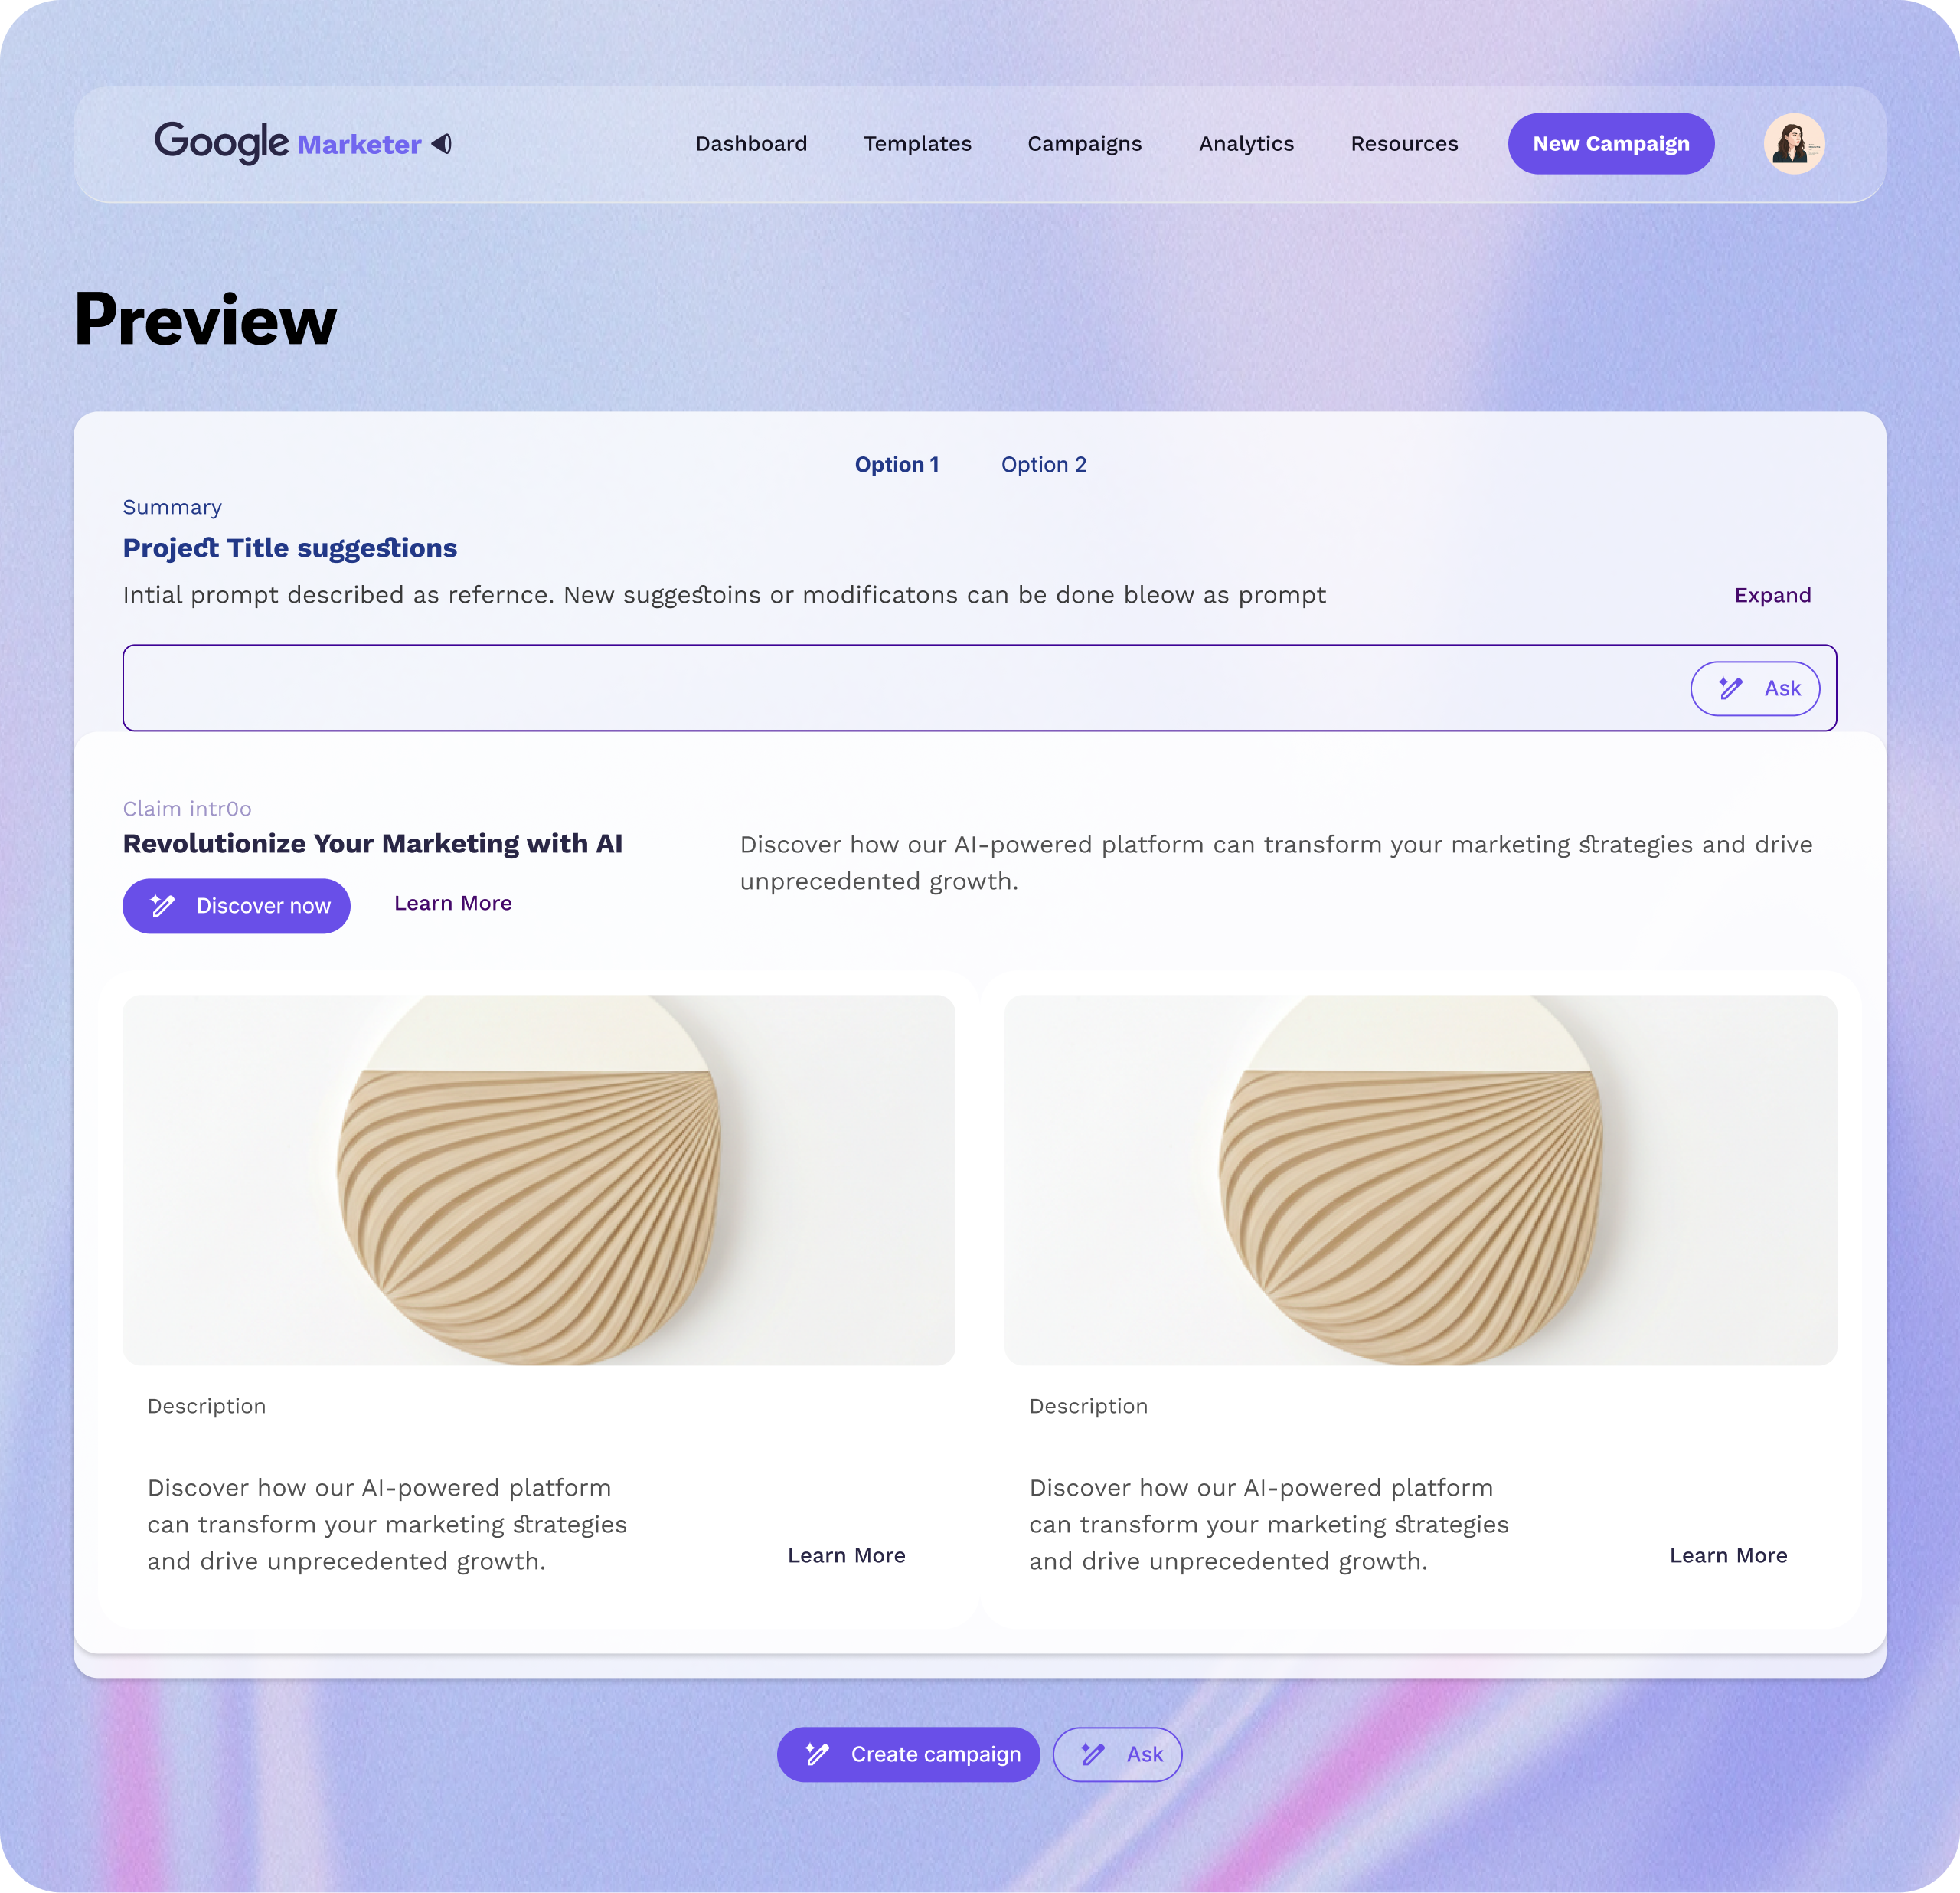 Google Marketer
Dashboard
Templates
Campaigns
Analytics
Resources
New Campaign
Preview
Option 1
Option 2
Summary
Project Title suggestions
Intial prompt described as refernce. New suggestoins or modificatons can be done bleow as prompt
Expand
Ask
Claim intr0o
Revolutionize Your Marketing with AI
Discover how our AI-powered platform can transform your marketing strategies and drive
unprecedented growth.
Discover now
Learn More
Description
Discover how our AI-powered platform
can transform your marketing strategies
and drive unprecedented growth.
Learn More
Description
Discover how our AI-powered platform
can transform your marketing strategies
and drive unprecedented growth.
Learn More
Create campaign
Ask